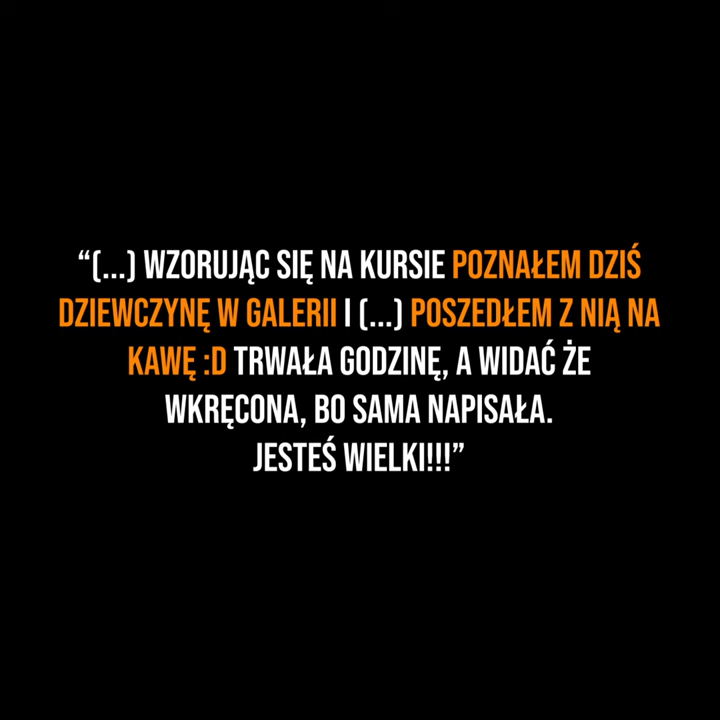 “(...) WZORUJĄC SIĘ NA KURSIE POZNAŁEM DZIŚ
DZIEWCZYNĘ W GALERII I (...) POSZEDŁEM Z NIĄ NA
KAWĘ :D TRWAŁA GODZINĘ, A WIDAĆ ŻE
WKRĘCONA, BO SAMA NAPISAŁA.
JESTEŚ WIELKI!!!”